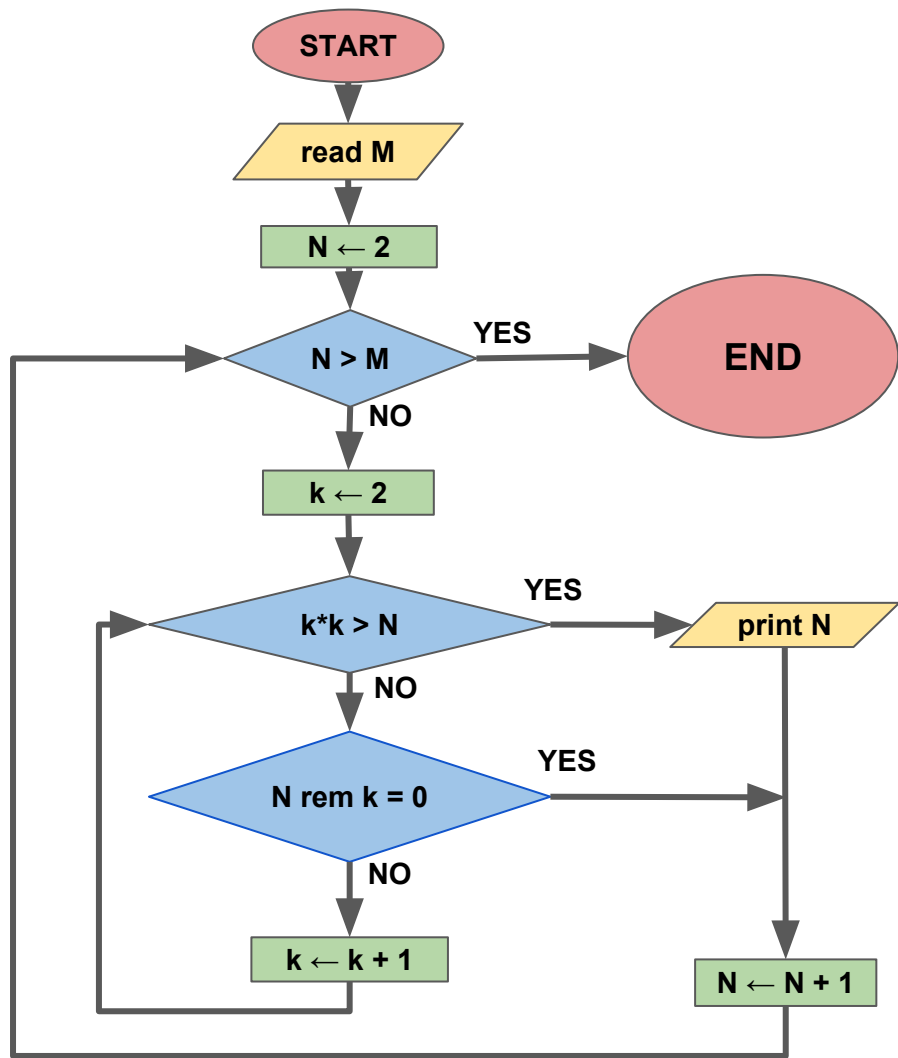 START
read M
N ← 2
N > M
YES
END
NO
k ← 2
k*k > N
YES
print N
NO
N rem k = 0
YES
NO
k ← k + 1
N ← N + 1